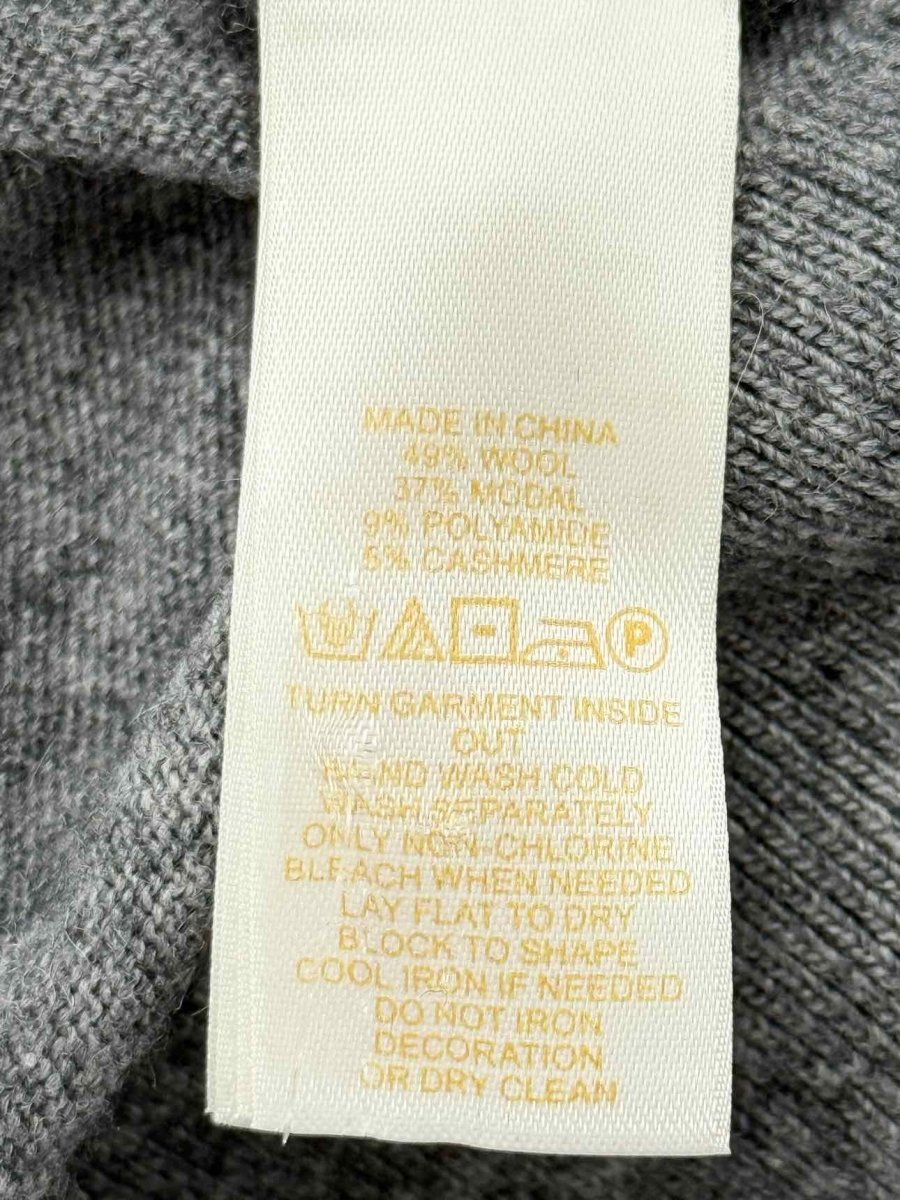 MADE IN CHINA
49% WOOL
37% MODAL
9% POLYAMIDE
5% CASHMERE
P
TURN GARMENT INSIDE
OUT
HAND WASH COLD
WASH SEPARATELY
ONLY NON-CHLORINE
BLEACH WHEN NEEDED
LAY FLAT TO DRY
BLOCK TO SHAPE
COOL IRON IF NEEDED
DO NOT IRON
DECORATION
OR DRY CLEAN